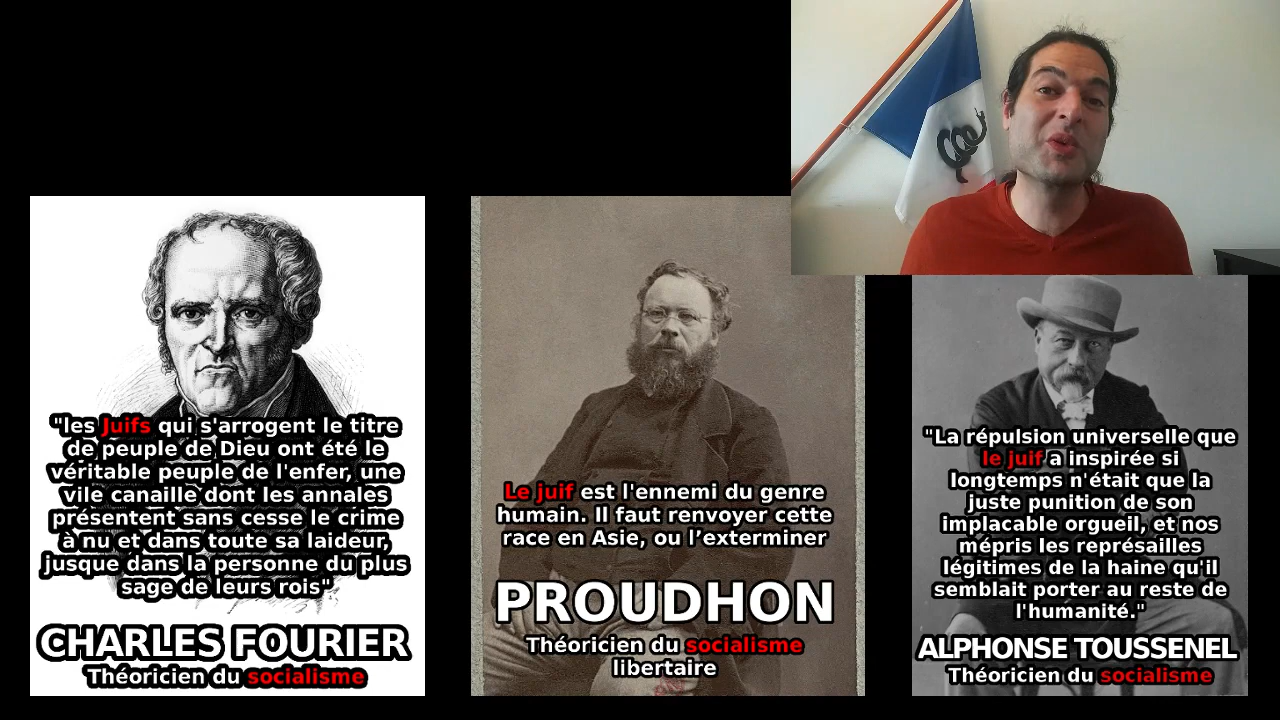 "les Juifs qui s'arrogent le titre
de peuple de Dieu ont été le
véritable peuple de l'enfer, une
vile canaille dont les annales
présentent sans cesse le crime
à nu et dans toute sa laideur,
jusque dans la personne du plus
sage de leurs rois"
CHARLES FOURIER
Théoricien du socialisme
Le juif est l'ennemi du genre
humain. Il faut renvoyer cette
race en Asie, ou l’exterminer
PROUDHON
Théoricien du socialisme
libertaire
"La répulsion universelle que
le juif a inspirée si
longtemps n'était que la
juste punition de son
implacable orgueil, et nos
mépris les représailles
légitimes de la haine qu'il
semblait porter au reste de
l'humanité."
ALPHONSE TOUSSENEL
Théoricien du socialisme